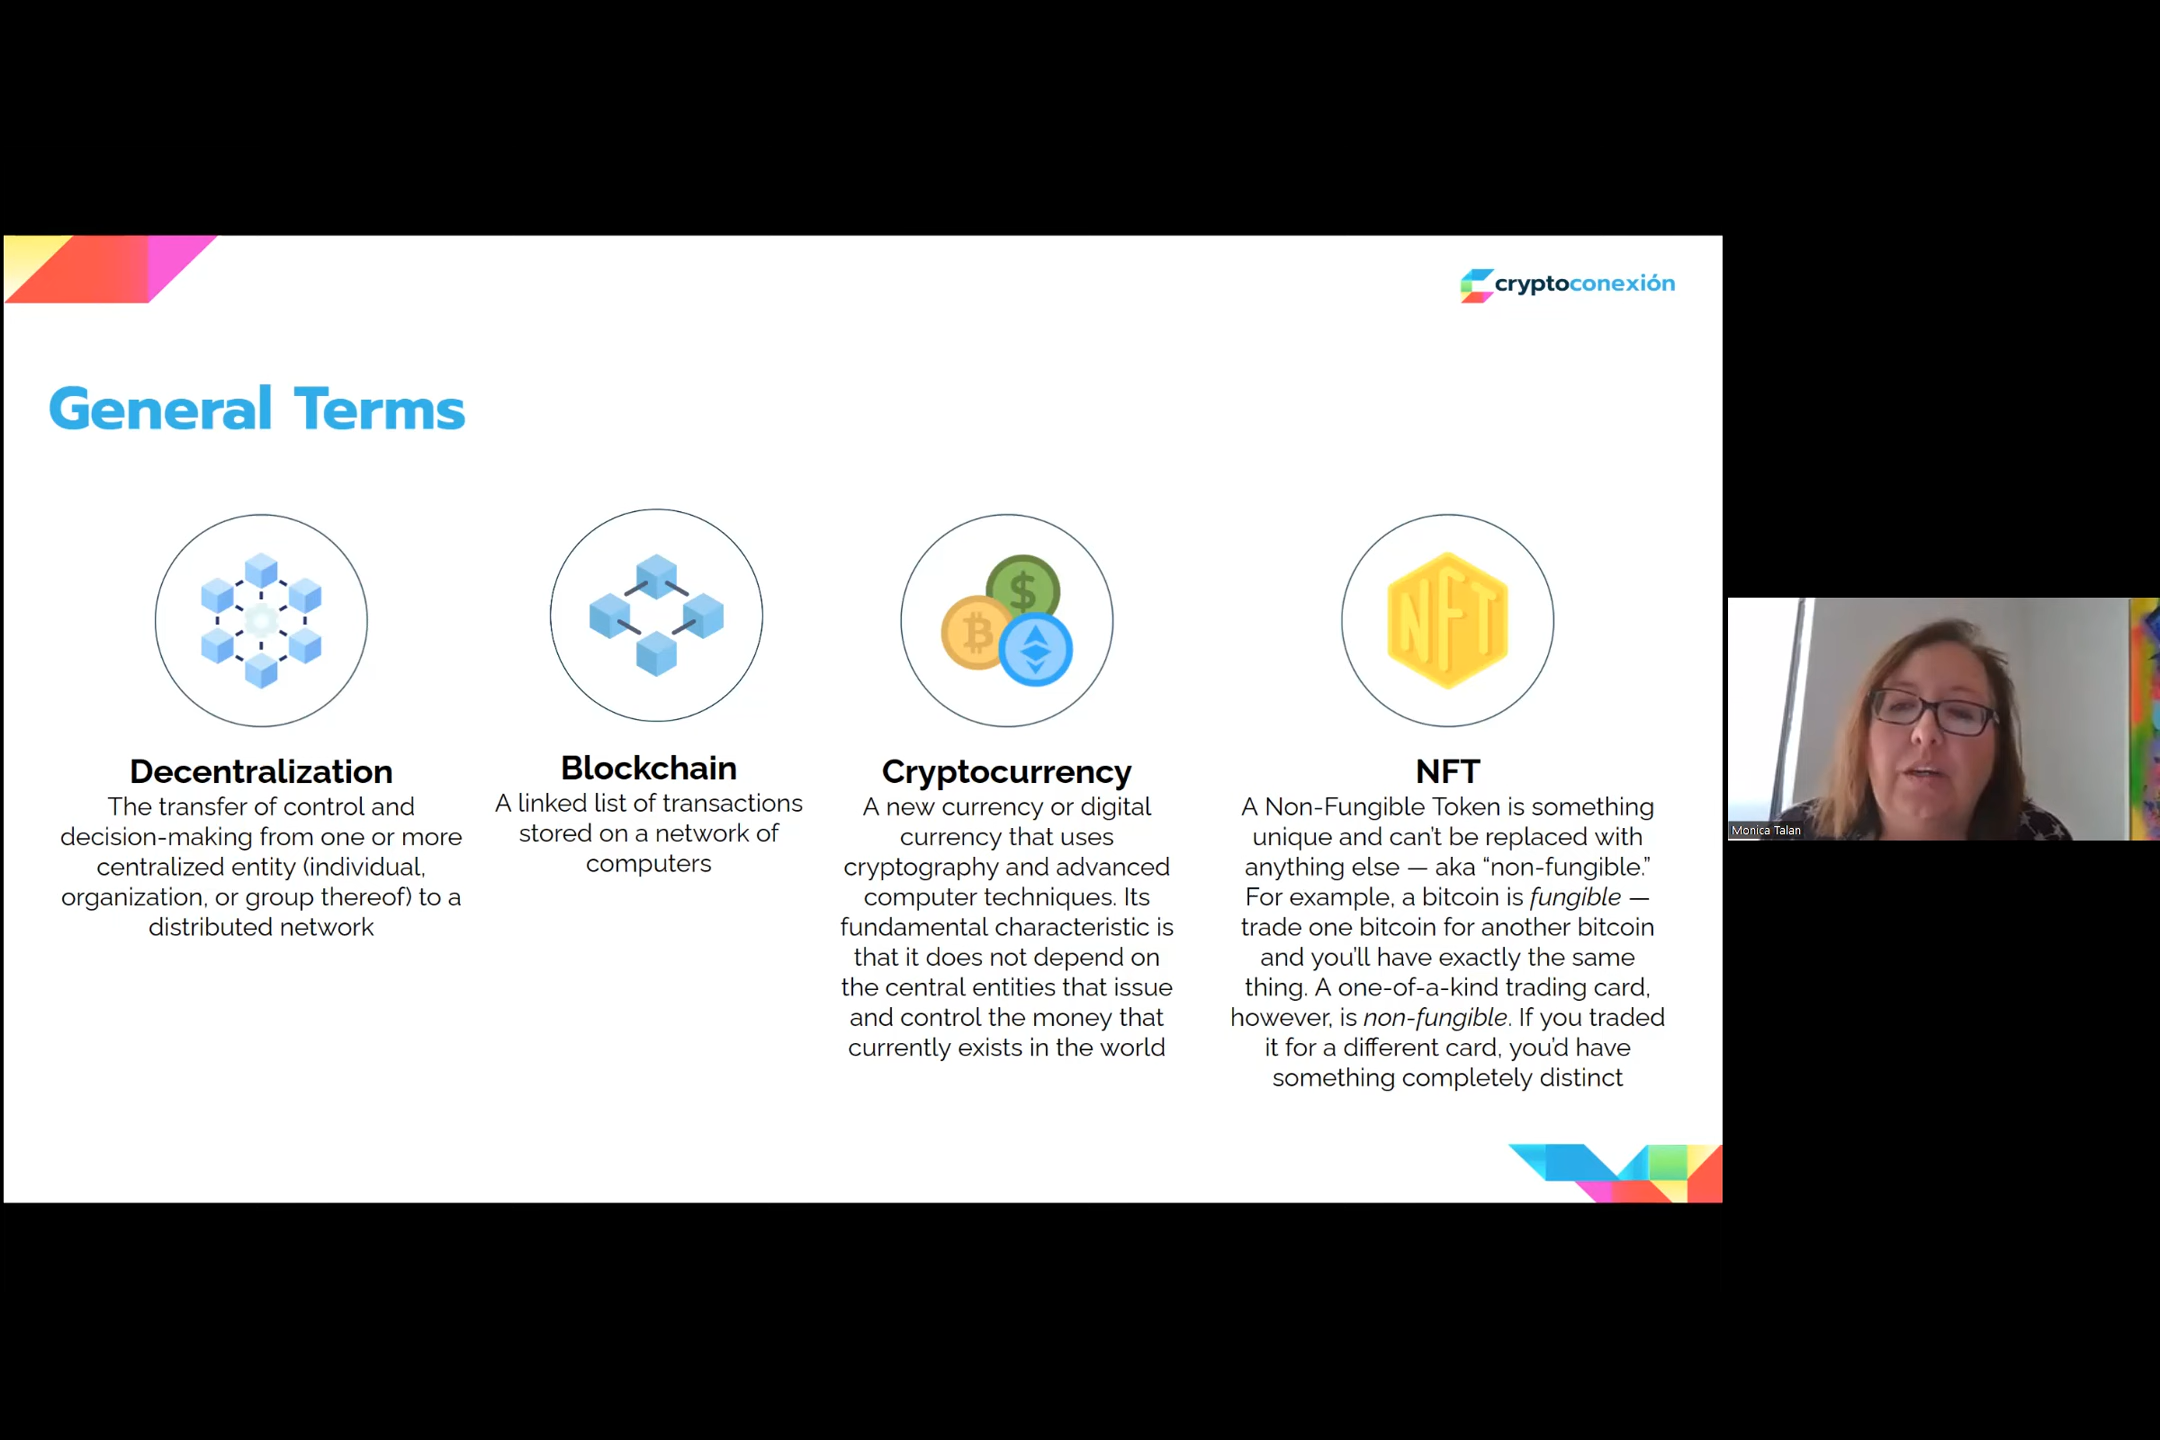 cryptoconexión
General Terms
$
NFT
Decentralization
The transfer of control and
decision-making from one or more
centralized entity (individual,
organization, or group thereof) to a
distributed network
Blockchain
A linked list of transactions
stored on a network of
computers
Cryptocurrency
A new currency or digital
currency that uses
cryptography and advanced
computer techniques. Its
fundamental characteristic is
that it does not depend on
the central entities that issue
and control the money that
currently exists in the world
NFT
A Non-Fungible Token is something
unique and can't be replaced with
anything else — aka “non-fungible.”
For example, a bitcoin is fungible —
trade one bitcoin for another bitcoin
and you'll have exactly the same
thing. A one-of-a-kind trading card,
however, is non-fungible. If you traded
it for a different card, you'd have
something completely distinct
Monica Talan